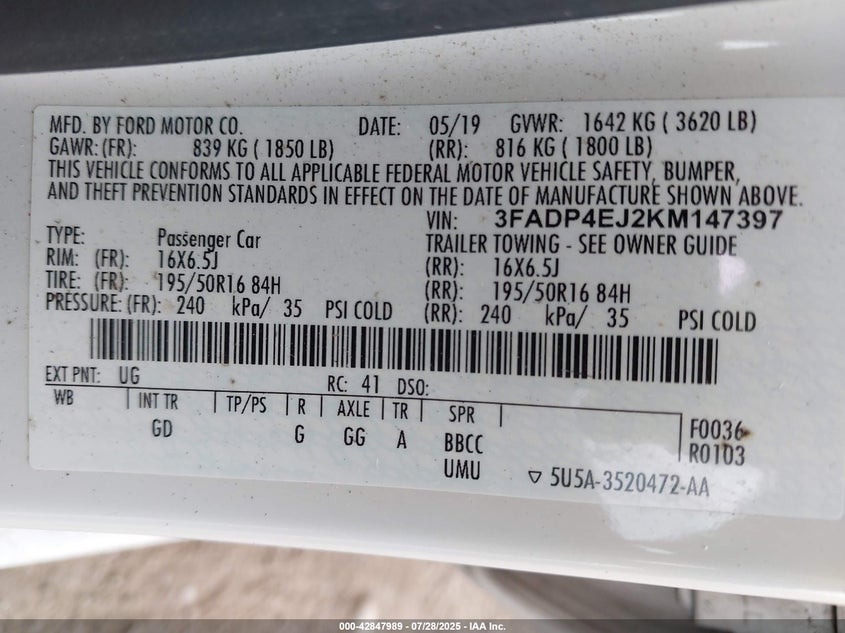 MFD. BY FORD MOTOR CO. DATE: 05/19 GVWR: 1642 KG ( 3620 LB)
GAWR: (FR): 839 KG ( 1850 LB) (RR): 816 KG ( 1800 LB)
THIS VEHICLE CONFORMS TO ALL APPLICABLE FEDERAL MOTOR VEHICLE SAFETY, BUMPER,
AND THEFT PREVENTION STANDARDS IN EFFECT ON THE DATE OF MANUFACTURE SHOWN ABOVE.
VIN: 3FADP4EJ2KM147397
TYPE: Passenger Car TRAILER TOWING - SEE OWNER GUIDE
RIM: (FR): 16X6.5J (RR): 16X6.5J
TIRE: (FR): 195/50R16 84H (RR): 195/50R16 84H
PRESSURE: (FR): 240 kPa/ 35 PSI COLD (RR): 240 kPa/ 35 PSI COLD
EXT PNT: UG RC: 41 DSO:
WB INT TR TP/PS R AXLE TR SPR
GD G GG A BBCC F0036
UMU R0103
▽ 5U5A-3520472-AA
000-42847989 - 07/28/2025 - IAA Inc.